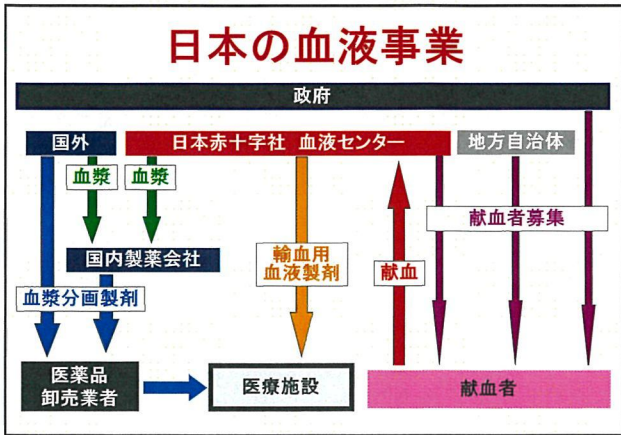 日本の血液事業
政府
国外
日本赤十字社 血液センター
地方自治体
血漿
血漿
献血者募集
国内製薬会社
輸血用
血液製剤
献血
血漿分画製剤
医薬品
卸売業者
医療施設
献血者